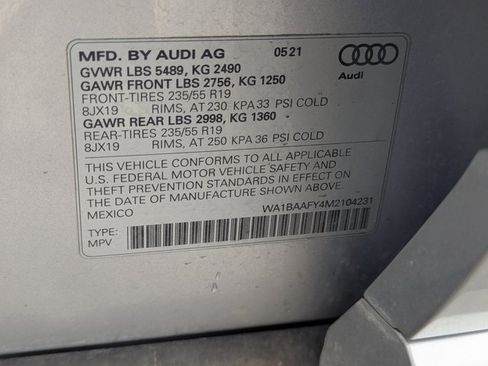 MFD. BY AUDI AG 05 21
GVWR LBS 5489, KG 2490
GAWR FRONT LBS 2756, KG 1250
FRONT-TIRES 235/55 R19
8JX19 RIMS, AT 230 KPA 33 PSI COLD
GAWR REAR LBS 2998, KG 1360
REAR-TIRES 235/55 R19
8JX19 RIMS, AT 250 KPA 36 PSI COLD
Audi
THIS VEHICLE CONFORMS TO ALL APPLICABLE
U.S. FEDERAL MOTOR VEHICLE SAFETY AND
THEFT PREVENTION STANDARDS IN EFFECT ON
THE DATE OF MANUFACTURE SHOWN ABOVE
MEXICO WA1BAAFY4M2104231
TYPE:
MPV